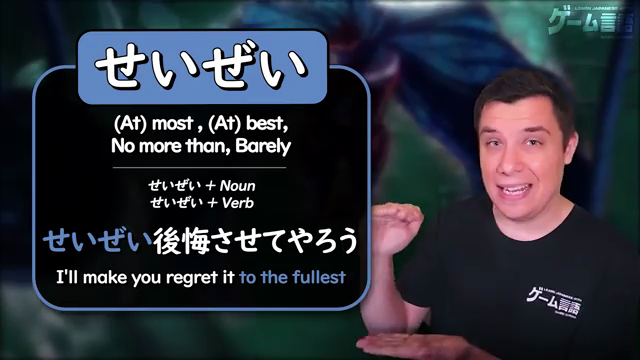 せいぜい
(At) most , (At) best,
No more than, Barely
せいぜい + Noun
せいぜい + Verb
せいぜい後悔させてやろう
I'll make you regret it to the fullest
LEARN JAPANESE
ゲーム言語
ゲーム言語